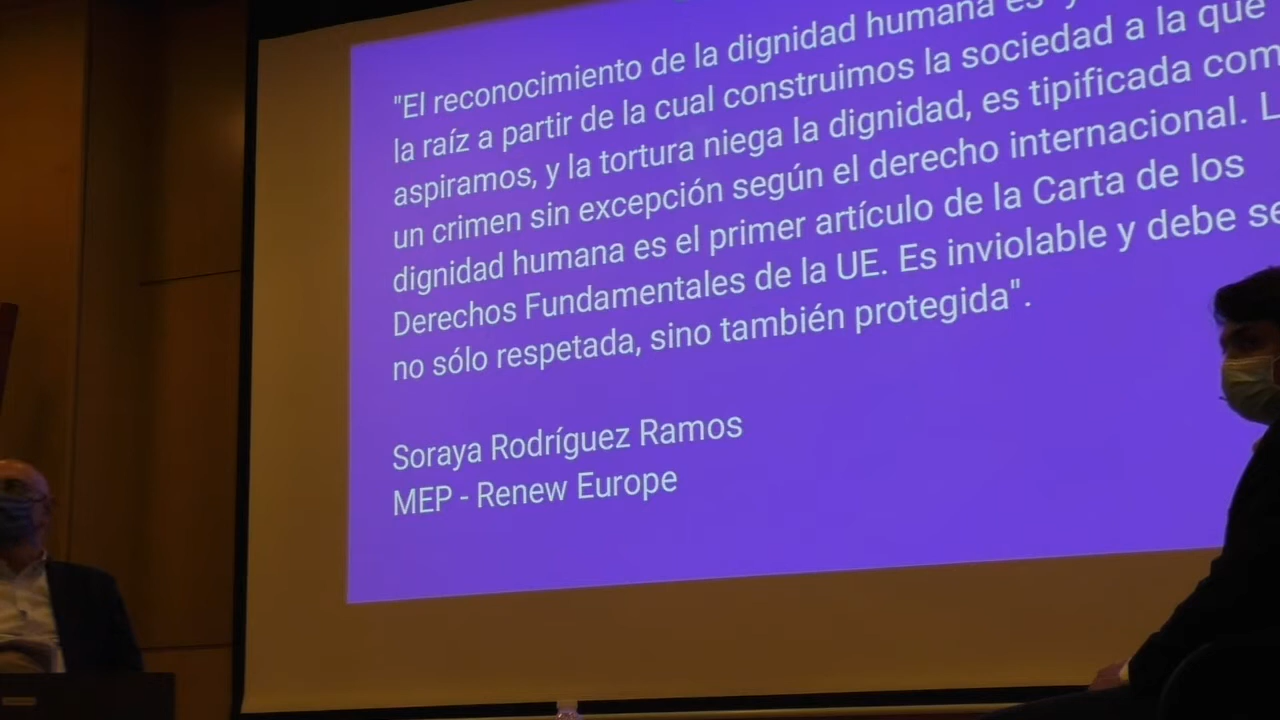 "El reconocimiento de la dignidad humana es
la raíz a partir de la cual construimos la sociedad a la que
aspiramos, y la tortura niega la dignidad, es tipificada com
un crimen sin excepción según el derecho internacional. L
dignidad humana es el primer artículo de la Carta de los
Derechos Fundamentales de la UE. Es inviolable y debe se
no sólo respetada, sino también protegida".
Soraya Rodríguez Ramos
MEP - Renew Europe